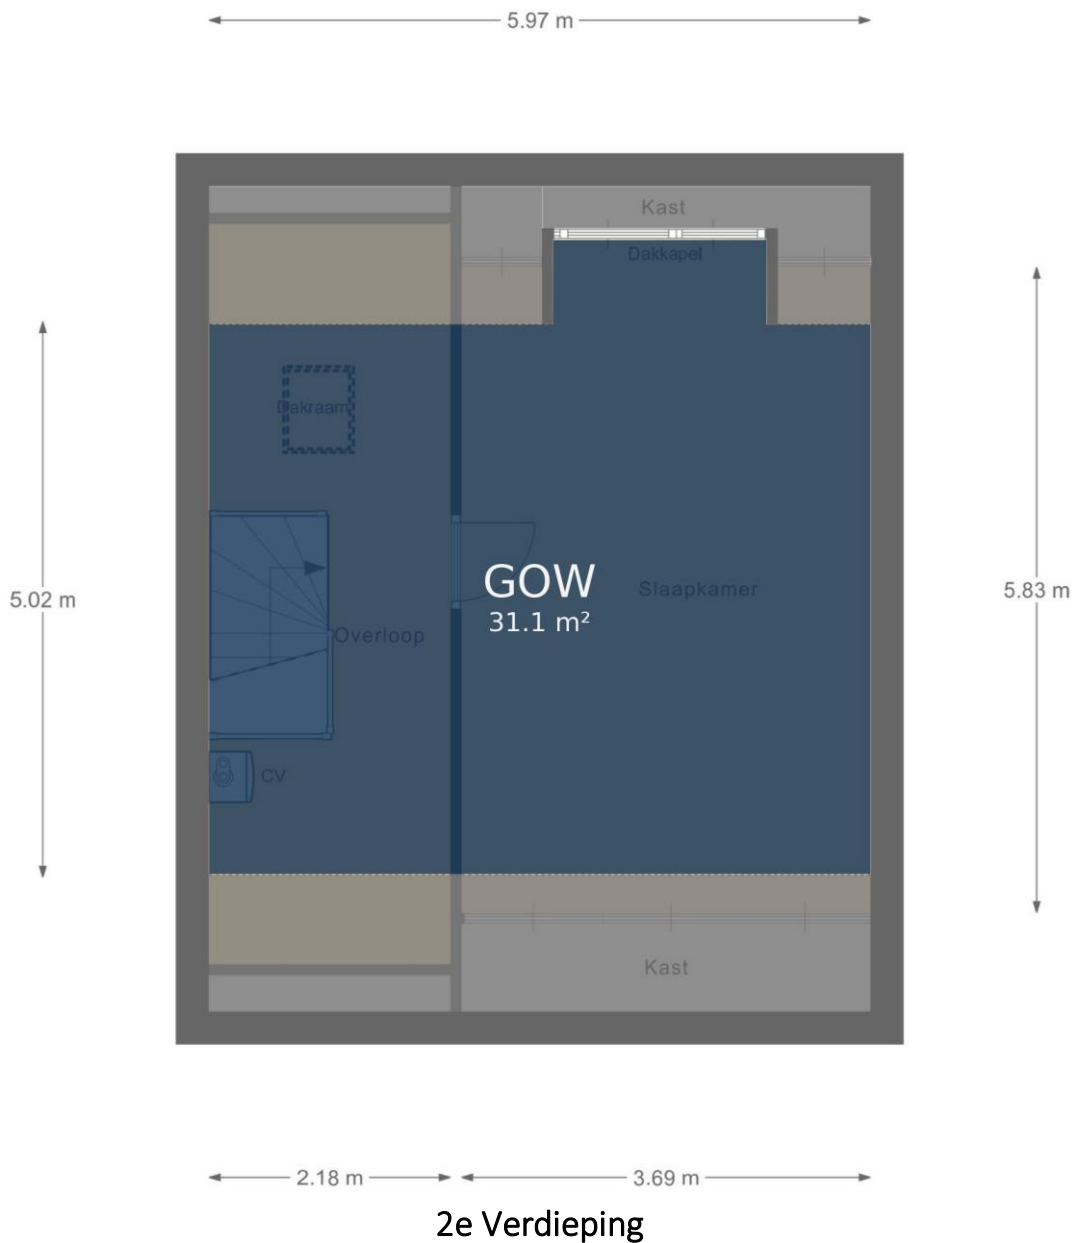 5.97 m
Kast
Dakkapel
Dakraam
GOW
Slaapkamer
5.83 m
5.02 m
31.1 m²
Overloop
CV
Kast
2.18 m
3.69 m
2e Verdieping